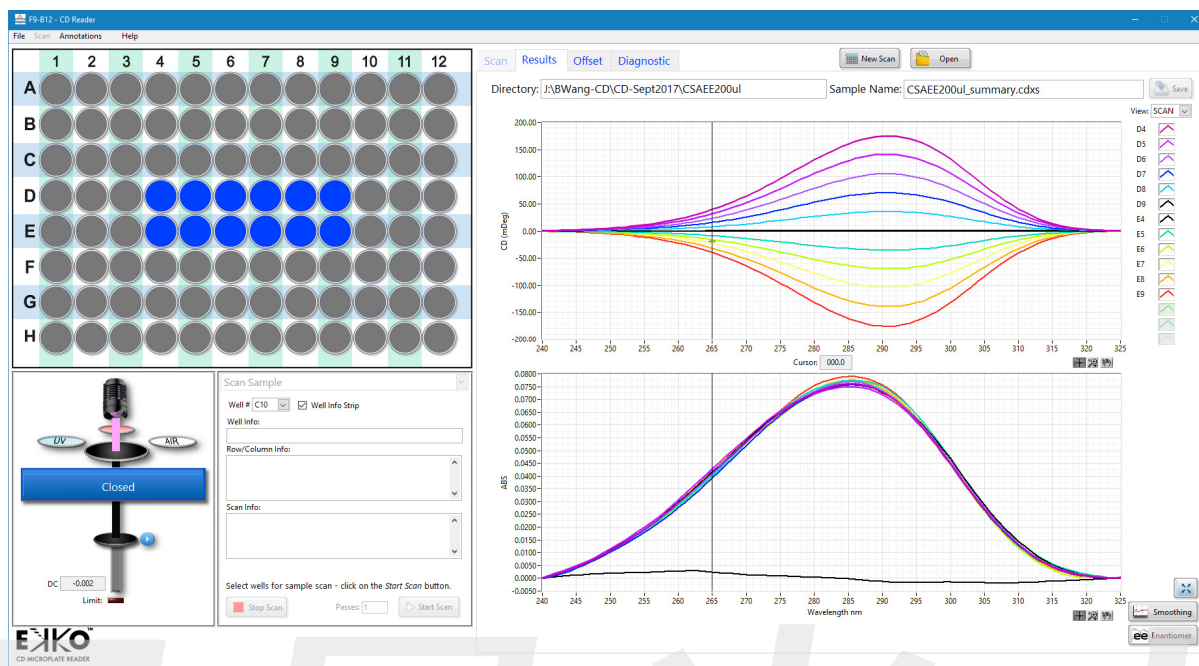 F9-B12 - CD Reader
File Scan Annotations Help
1 2 3 4 5 6 7 8 9 10 11 12
A
B
C
D
E
F
G
H
Scan Results Offset Diagnostic
New Scan Open
Directory: J:\BWang-CD\CD-Sept2017\CSAEE200ul Sample Name: CSAEE200ul_summary.cdxs Save
View: SCAN
200.00
150.00
100.00
50.00
0.00
-50.00
-100.00
-150.00
-200.00
CD (mDeg)
240 245 250 255 260 265 270 275 280 285 290 295 300 305 310 315 320 325
Cursor: 000.0
D4
D5
D6
D7
D8
D9
E4
E5
E6
E7
E8
E9
0.0800
0.0750
0.0700
0.0650
0.0600
0.0550
0.0500
0.0450
0.0400
0.0350
0.0300
0.0250
0.0200
0.0150
0.0100
0.0050
0.0000
-0.0050
ABS
240 245 250 255 260 265 270 275 280 285 290 295 300 305 310 315 320 325
Wavelength nm
Smoothing
ee Enantiomer
UV AIR
Closed
DC -0.002
Limit:
Scan Sample
Well # C10 Well Info Strip
Well Info:
Row/Column Info:
Scan Info:
Select wells for sample scan - click on the Start Scan button.
Stop Scan Passes: 1 Start Scan
EKKO™
CD MICROPLATE READER